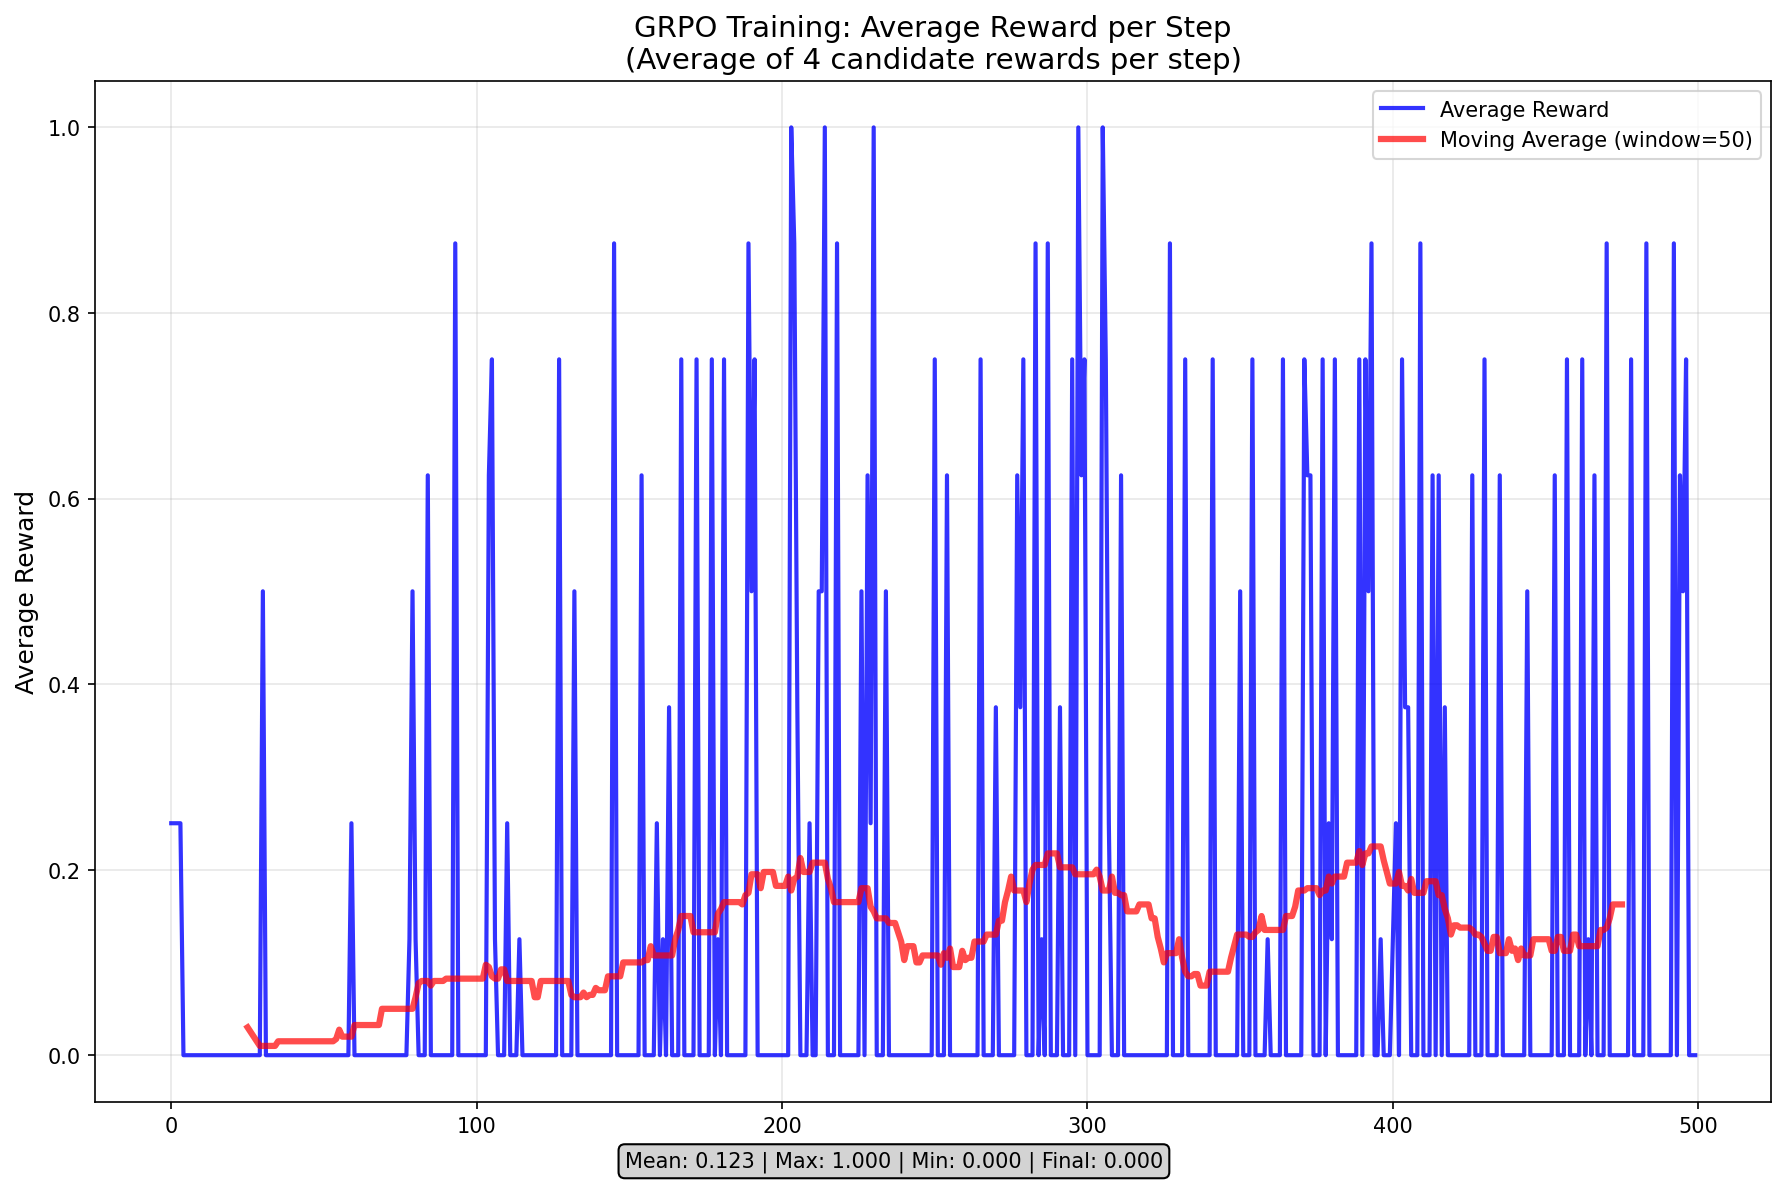 GRPO Training: Average Reward per Step
(Average of 4 candidate rewards per step)
Average Reward
Moving Average (window=50)
1.0
0.8
0.6
0.4
0.2
0.0
Average Reward
0 100 200 300 400 500
Mean: 0.123 | Max: 1.000 | Min: 0.000 | Final: 0.000